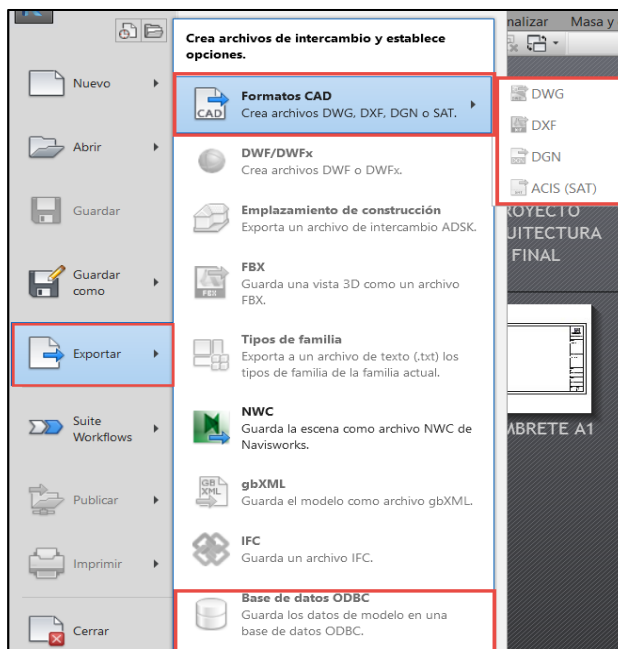 nalizar Masa y
Crea archivos de intercambio y establece
opciones.
Nuevo
Abrir
Guardar
Guardar
como
Exportar
Suite
Workflows
Publicar
Imprimir
Cerrar
CAD
Formatos CAD
Crea archivos DWG, DXF, DGN o SAT.
DWF/DWFx
Crea archivos DWF o DWFx.
Emplazamiento de construcción
Exporta un archivo de intercambio ADSK.
FBX
FBX
Guarda una vista 3D como un archivo
FBX.
Tipos de familia
Exporta a un archivo de texto (.txt) los
tipos de familia de la familia actual.
NWC
Guarda la escena como archivo NWC de
Navisworks.
GB
XML
gbXML
Guarda el modelo como archivo gbXML.
IFC
Guarda un archivo IFC.
Base de datos ODBC
Guarda los datos de modelo en una
base de datos ODBC.
DWG
DXF
DGN
ACIS (SAT)
ROYECTO
UITECTURA
FINAL
MBRETE A1